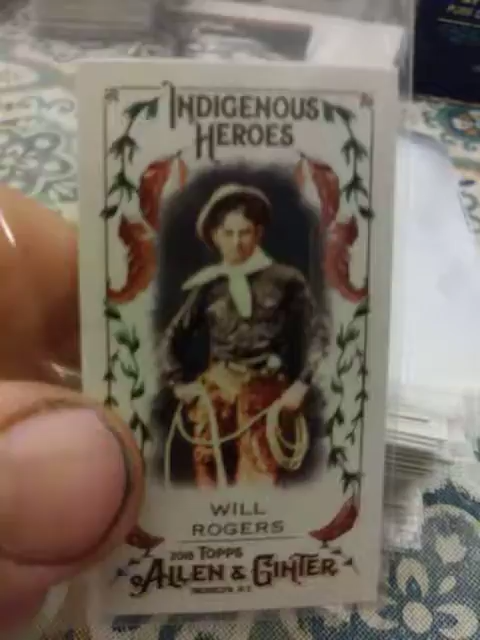 INDIGENOUS
HEROES
WILL
ROGERS
2018 TOPPS
ALLEN & GINTER